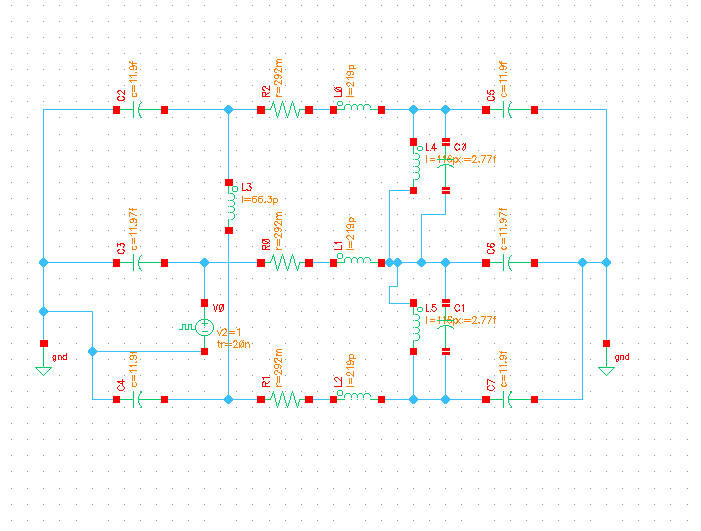 C2
c=11.9f
R2
r=292m
L0
l=219p
C5
c=11.9f
L4
C0
c=2.77f
L3
l=66.3p
C3
c=11.97f
R0
r=292m
L1
l=219p
C6
c=11.97f
V0
v2=1
tr=20n
L5
C1
c=2.77f
gnd
gnd
C4
c=11.9f
R1
r=292m
L2
l=219p
C7
c=11.9f